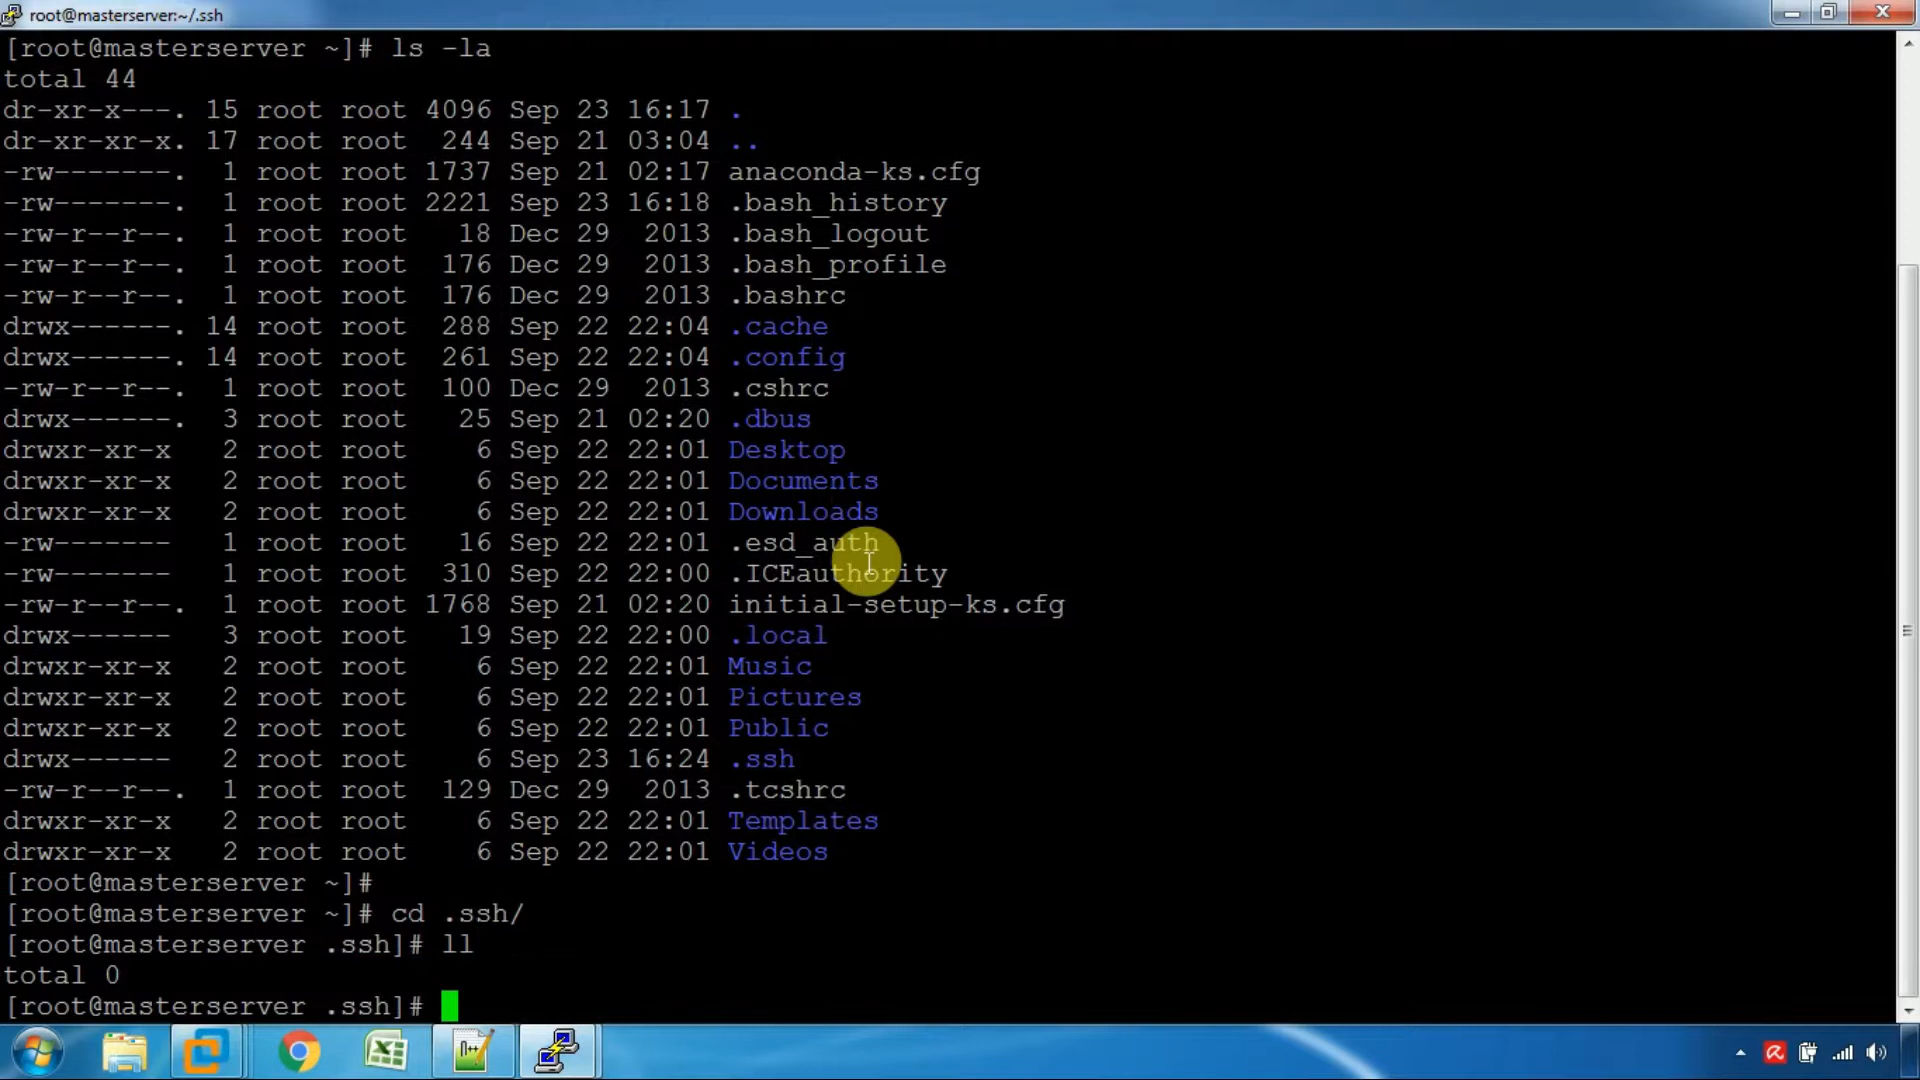 root@masterserver:~/.ssh
[root@masterserver ~]# ls -la
total 44
dr-xr-x---. 15 root root 4096 Sep 23 16:17 .
dr-xr-xr-x. 17 root root  244 Sep 21 03:04 ..
-rw-------.  1 root root 1737 Sep 21 02:17 anaconda-ks.cfg
-rw-------.  1 root root 2221 Sep 23 16:18 .bash_history
-rw-r--r--.  1 root root   18 Dec 29  2013 .bash_logout
-rw-r--r--.  1 root root  176 Dec 29  2013 .bash_profile
-rw-r--r--.  1 root root  176 Dec 29  2013 .bashrc
drwx------. 14 root root  288 Sep 22 22:04 .cache
drwx------. 14 root root  261 Sep 22 22:04 .config
-rw-r--r--.  1 root root  100 Dec 29  2013 .cshrc
drwx------.  3 root root   25 Sep 21 02:20 .dbus
drwxr-xr-x   2 root root    6 Sep 22 22:01 Desktop
drwxr-xr-x   2 root root    6 Sep 22 22:01 Documents
drwxr-xr-x   2 root root    6 Sep 22 22:01 Downloads
-rw-------   1 root root   16 Sep 22 22:01 .esd_auth
-rw-------   1 root root  310 Sep 22 22:00 .ICEauthority
-rw-r--r--.  1 root root 1768 Sep 21 02:20 initial-setup-ks.cfg
drwx------   3 root root   19 Sep 22 22:00 .local
drwxr-xr-x   2 root root    6 Sep 22 22:01 Music
drwxr-xr-x   2 root root    6 Sep 22 22:01 Pictures
drwxr-xr-x   2 root root    6 Sep 22 22:01 Public
drwx------   2 root root    6 Sep 23 16:24 .ssh
-rw-r--r--.  1 root root  129 Dec 29  2013 .tcshrc
drwxr-xr-x   2 root root    6 Sep 22 22:01 Templates
drwxr-xr-x   2 root root    6 Sep 22 22:01 Videos
[root@masterserver ~]#
[root@masterserver ~]# cd .ssh/
[root@masterserver .ssh]# ll
total 0
[root@masterserver .ssh]#